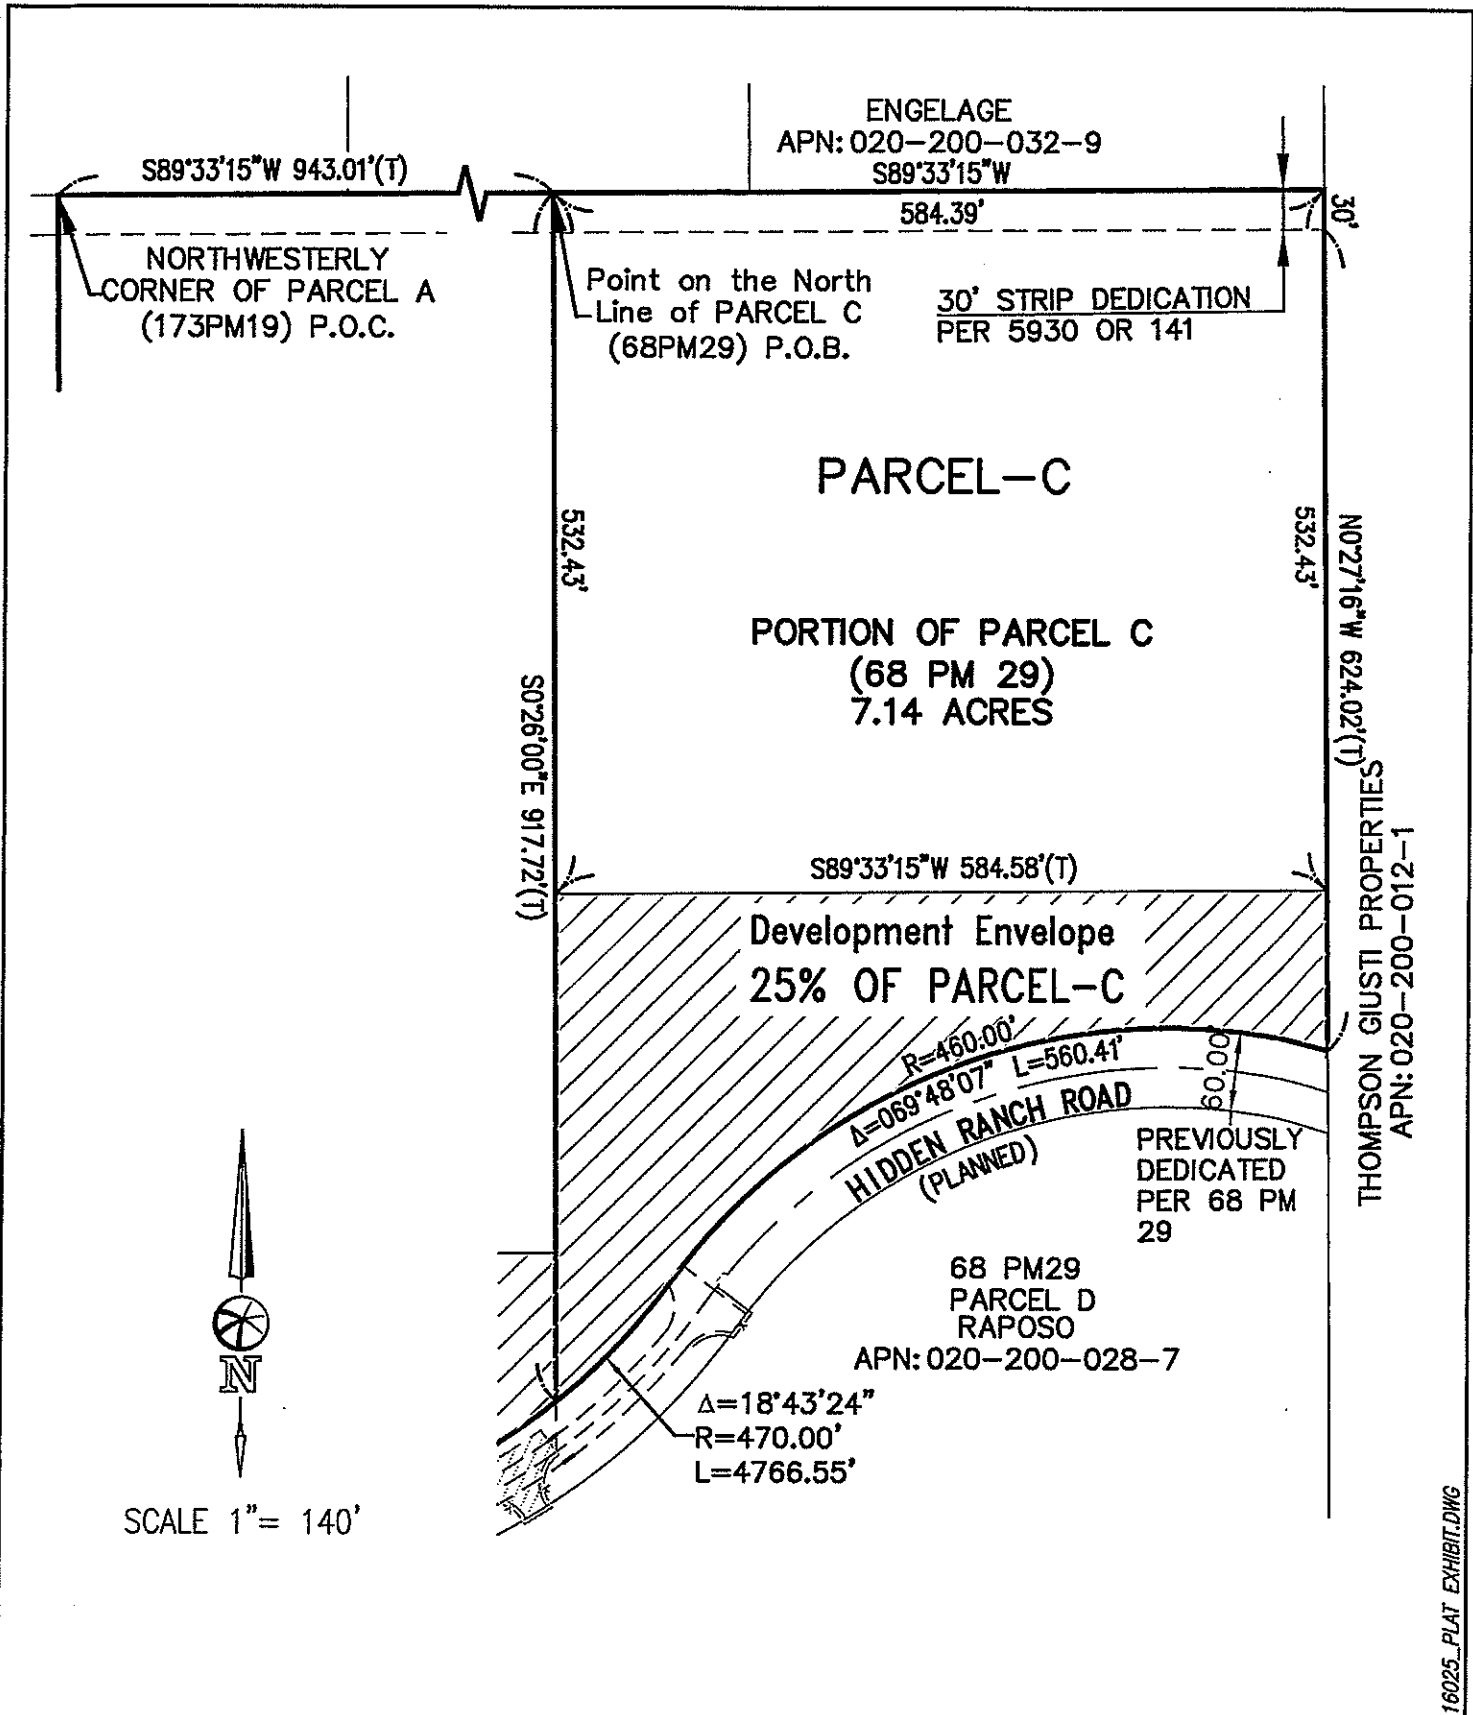 ENGELAGE
APN: 020-200-032-9
S89°33'15"W 943.01'(T)
S89°33'15"W
584.39'
30'
NORTHWESTERLY
CORNER OF PARCEL A
(173PM19) P.O.C.
Point on the North
Line of PARCEL C
(68PM29) P.O.B.
30' STRIP DEDICATION
PER 5930 OR 141
PARCEL-C
532.43'
532.43'
N0°27'16"W 624.02'(T)
PORTION OF PARCEL C
(68 PM 29)
7.14 ACRES
S0°26'00"E 917.72'(T)
THOMPSON GIUSTI PROPERTIES
APN: 020-200-012-1
S89°33'15"W 584.58'(T)
Development Envelope
25% OF PARCEL-C
R=460.00'
Δ=069°48'07" L=560.41'
HIDDEN RANCH ROAD
(PLANNED)
60.00
PREVIOUSLY
DEDICATED
PER 68 PM
29
68 PM29
PARCEL D
RAPOSO
APN: 020-200-028-7
Δ=18°43'24"
R=470.00'
L=4766.55'
N
SCALE 1"= 140'
16025_PLAT EXHIBIT.DWG